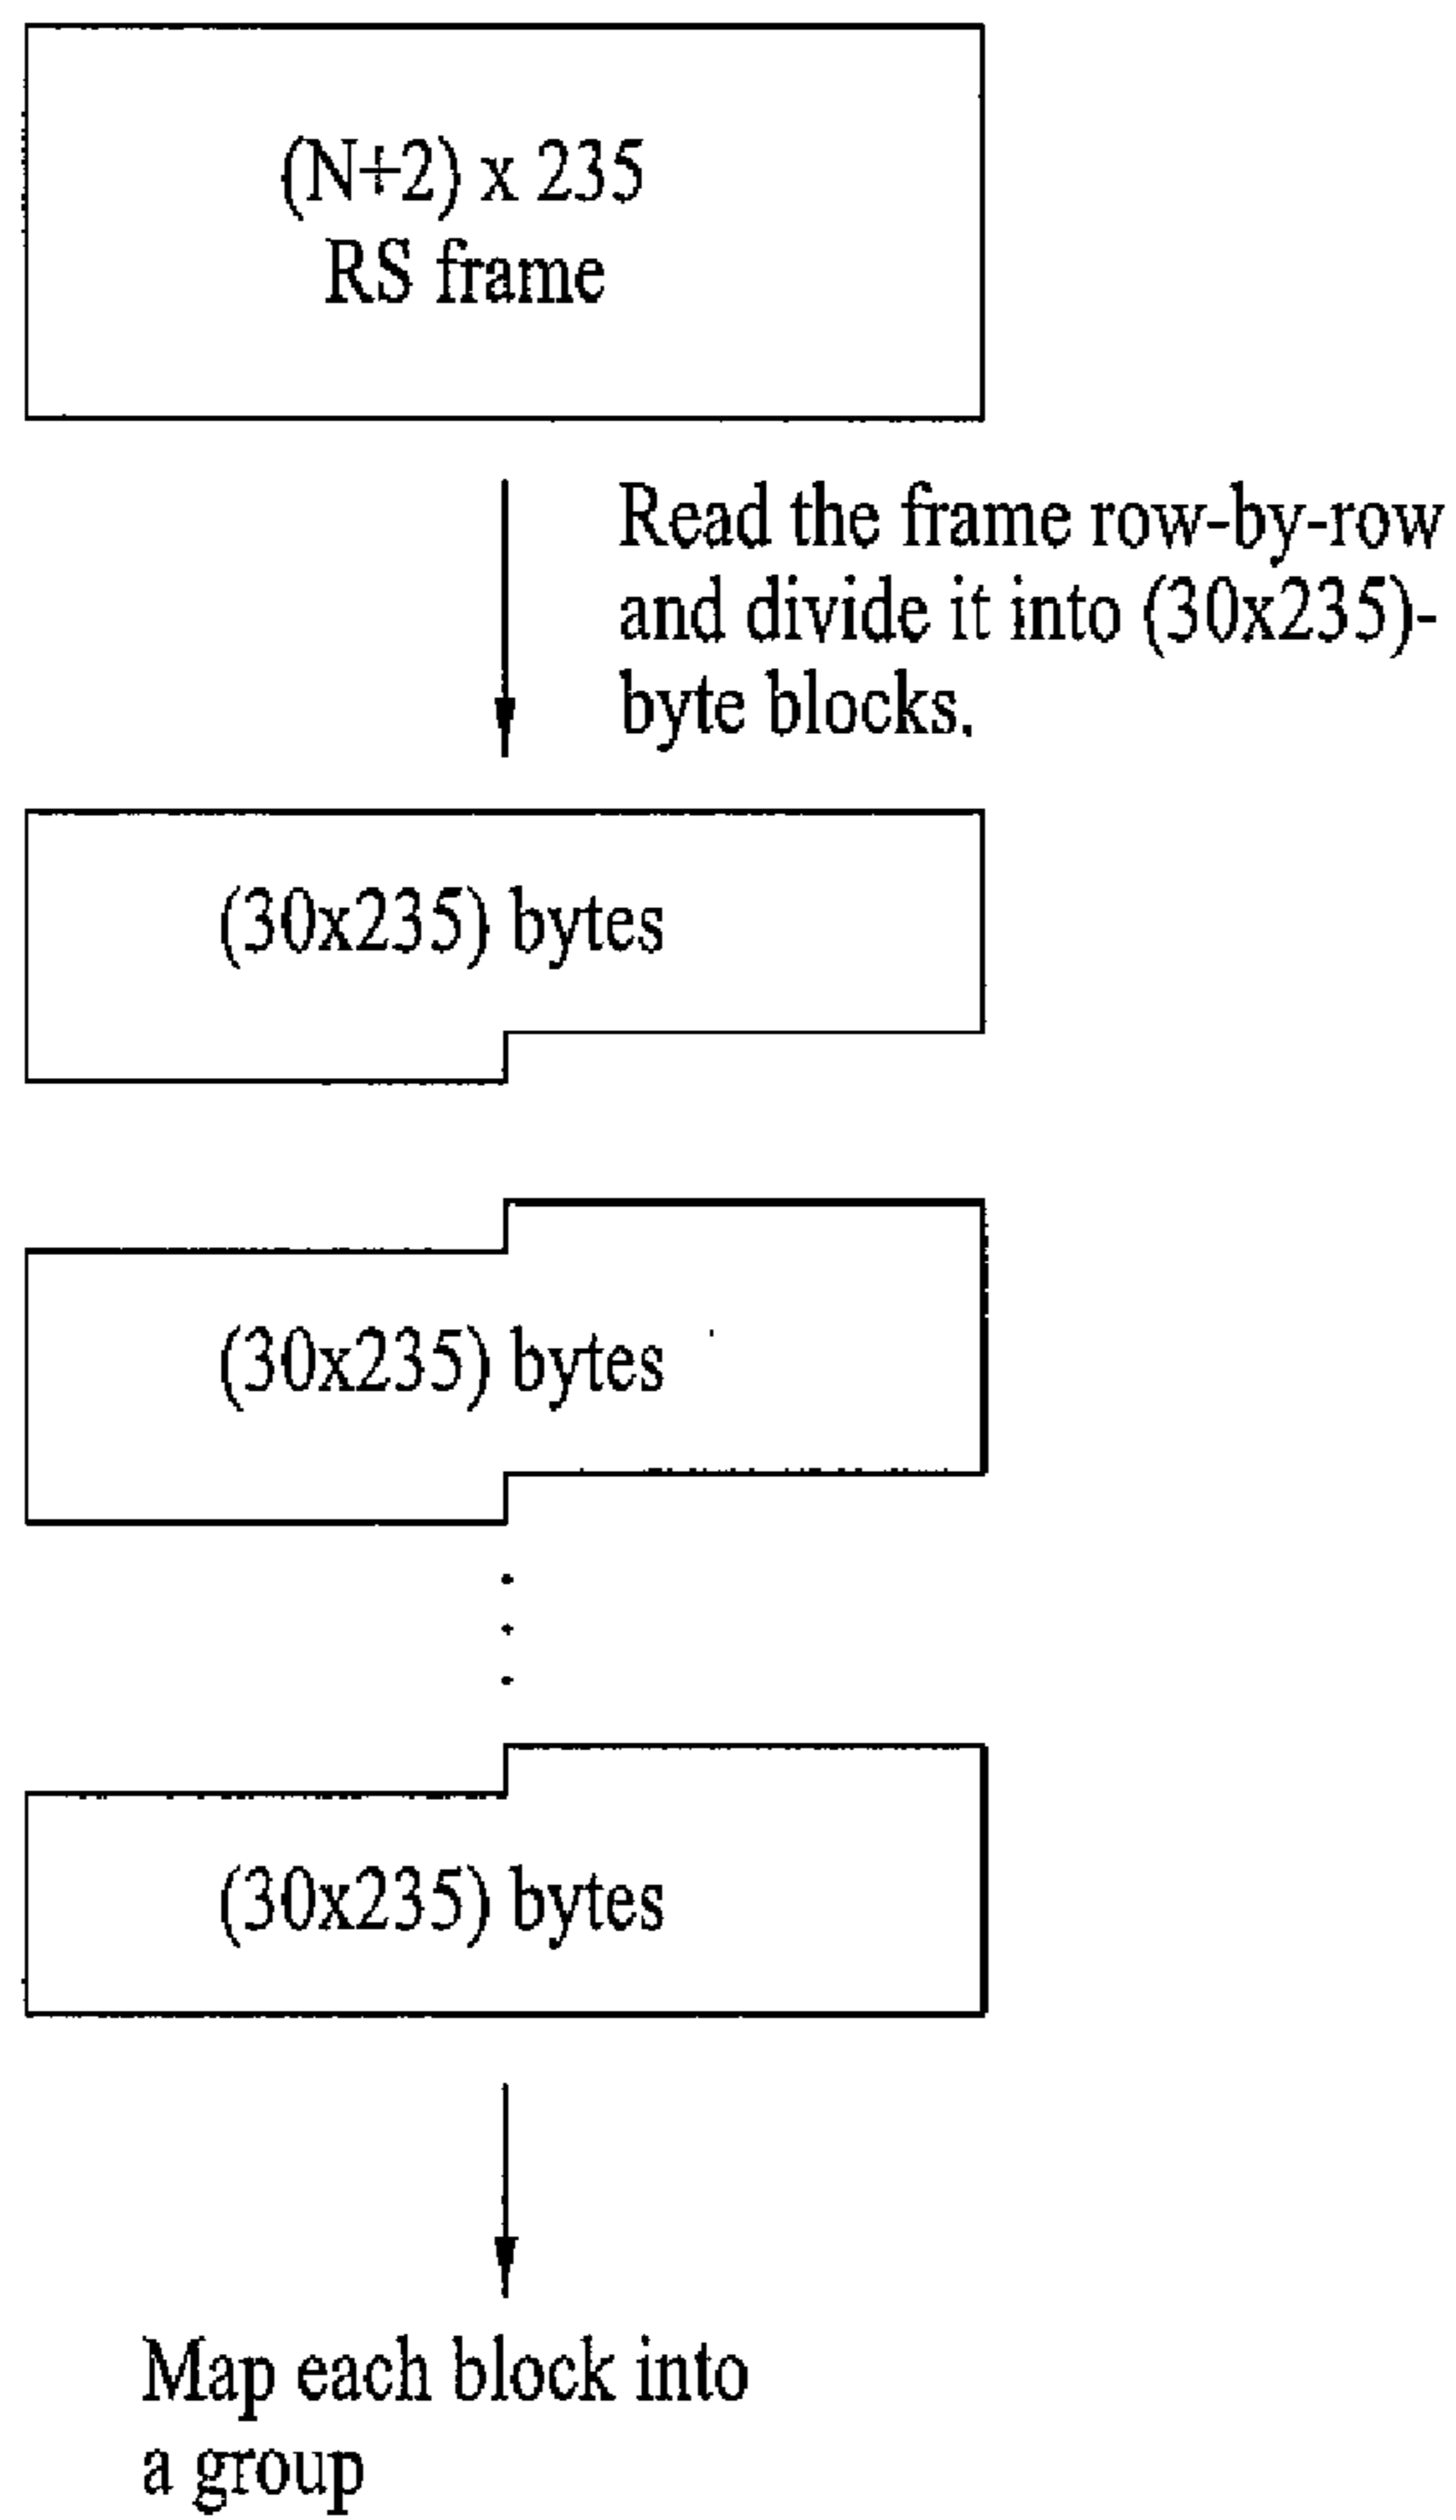 (N+2) x 235
RS frame
Read the frame row-by-row
and divide it into (30x235)-
byte blocks.
(30x235) bytes
(30x235) bytes
(30x235) bytes
Map each block into
a group